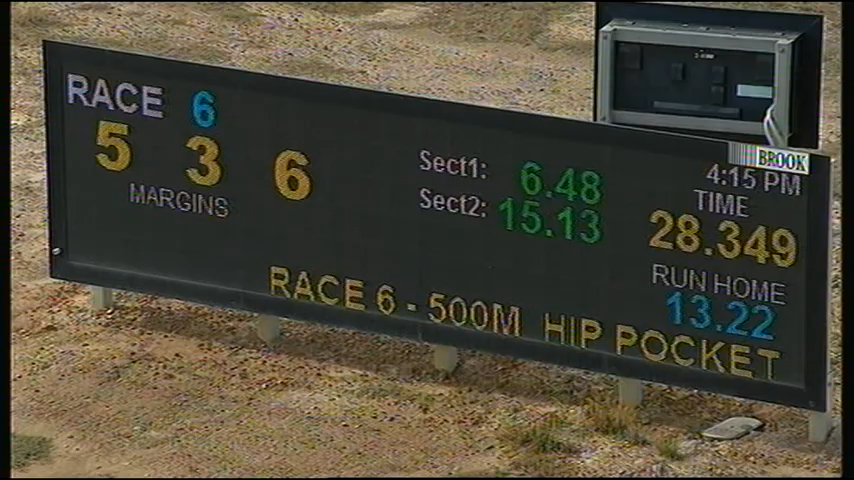 RACE 6
5 3 6
MARGINS
Sect1: 6.48
Sect2: 15.13
BROOK
4:15 PM
TIME
28.349
RUN HOME
13.22
RACE 6 - 500M HIP POCKET